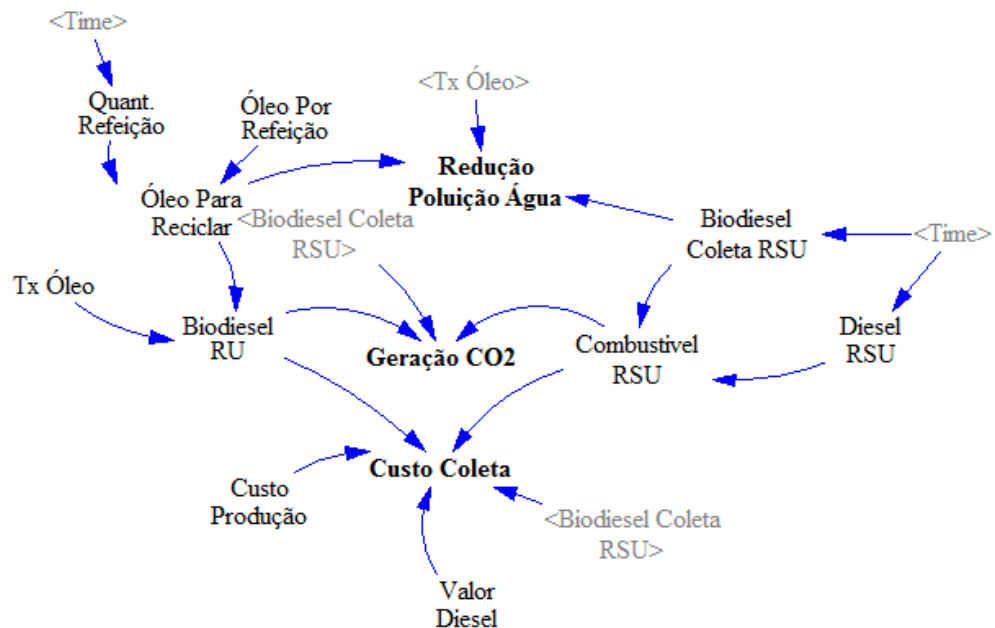 <Time>
<Tx Óleo>
Quant.
Refeição
Óleo Por
Refeição
Redução
Poluição Água
Óleo Para
Reciclar
<Biodiesel Coleta
RSU>
Biodiesel
Coleta RSU
<Time>
Tx Óleo
Biodiesel
RU
Geração CO2
Combustivel
RSU
Diesel
RSU
Custo Coleta
Custo
Produção
<Biodiesel Coleta
RSU>
Valor
Diesel